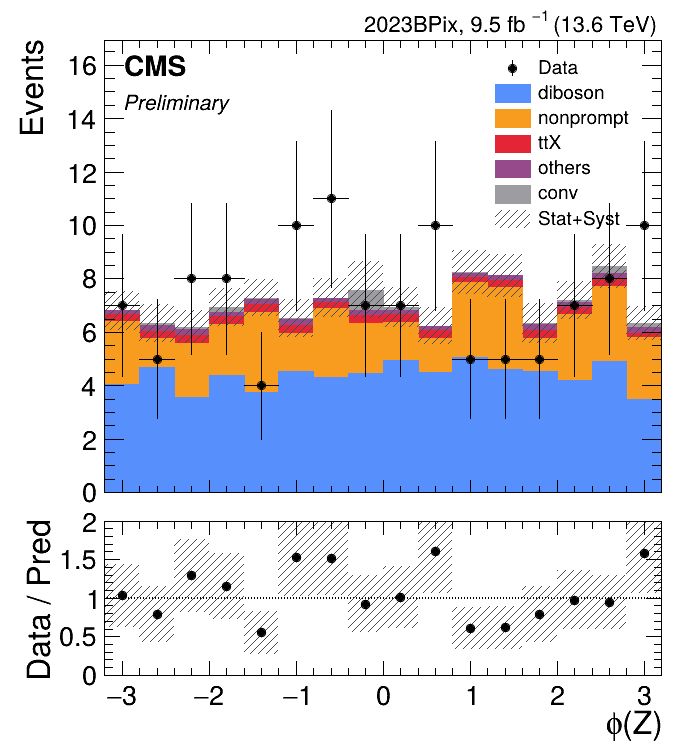 2023BPix, 9.5 fb⁻¹ (13.6 TeV)
Events
CMS
Preliminary
Data
diboson
nonprompt
ttX
others
conv
Stat+Syst
16
14
12
10
8
6
4
2
0
Data / Pred
2
1.5
1
0.5
0
−3 −2 −1 0 1 2 3
ϕ(Z)